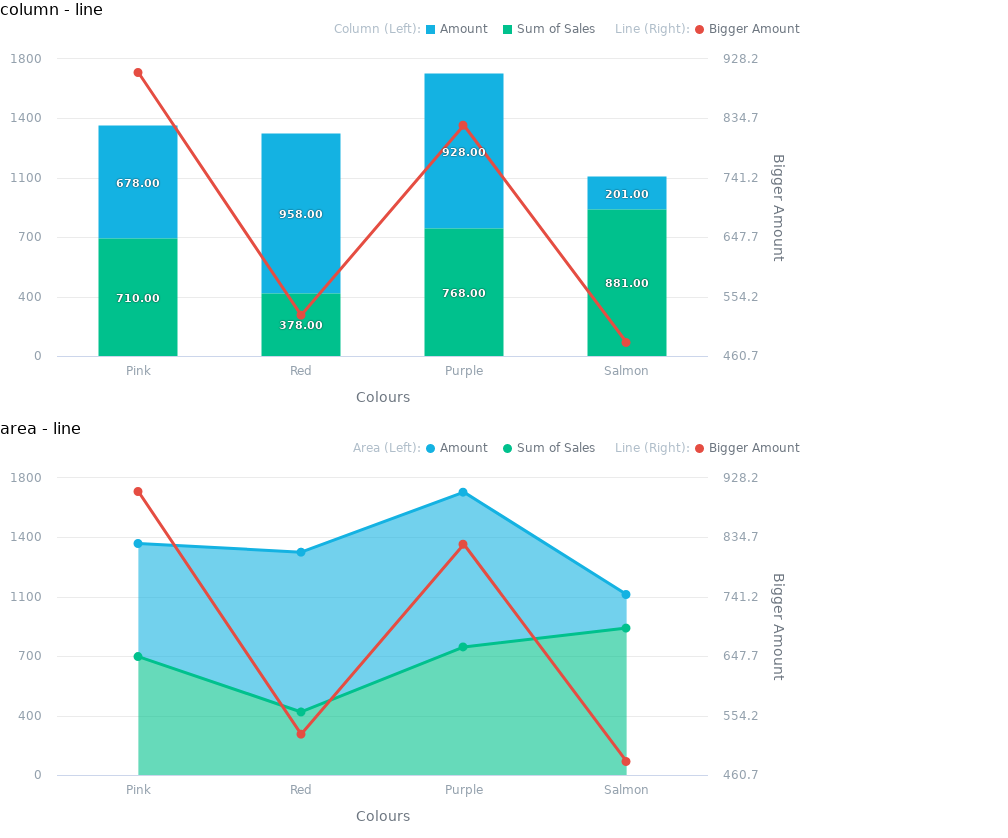 column - line
Column (Left): Amount Sum of Sales Line (Right): Bigger Amount
1800 928.2
1400 834.7
1100 741.2
700 647.7
400 554.2
0 460.7
678.00 958.00 928.00 201.00
710.00 378.00 768.00 881.00
Bigger Amount
Pink Red Purple Salmon
Colours
area - line
Area (Left): Amount Sum of Sales Line (Right): Bigger Amount
1800 928.2
1400 834.7
1100 741.2
700 647.7
400 554.2
0 460.7
Bigger Amount
Pink Red Purple Salmon
Colours